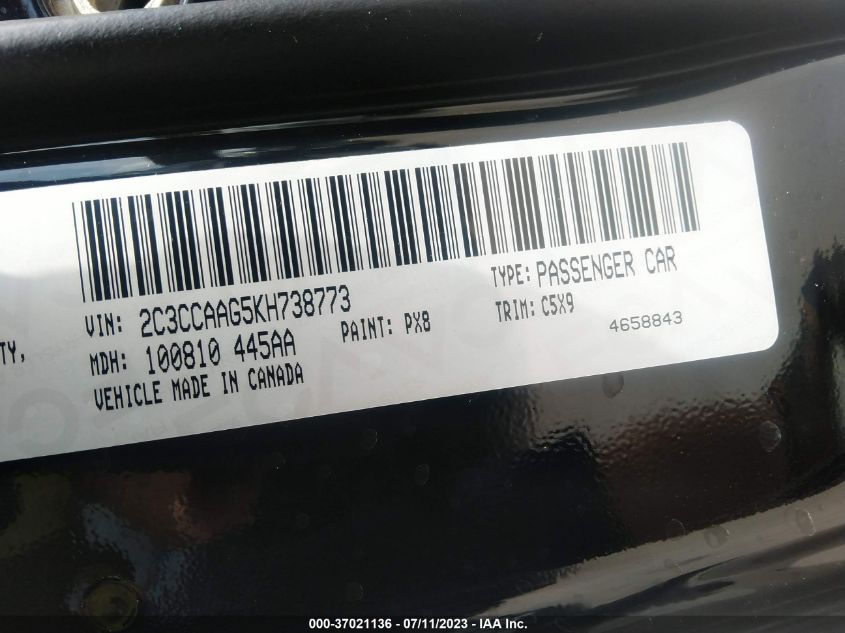 VIN: 2C3CCAAG5KH738773 TYPE: PASSENGER CAR
TY, MDH: 100810 445AA PAINT: PX8 TRIM: C5X9
VEHICLE MADE IN CANADA 4658843
000-37021136 - 07/11/2023 - IAA Inc.